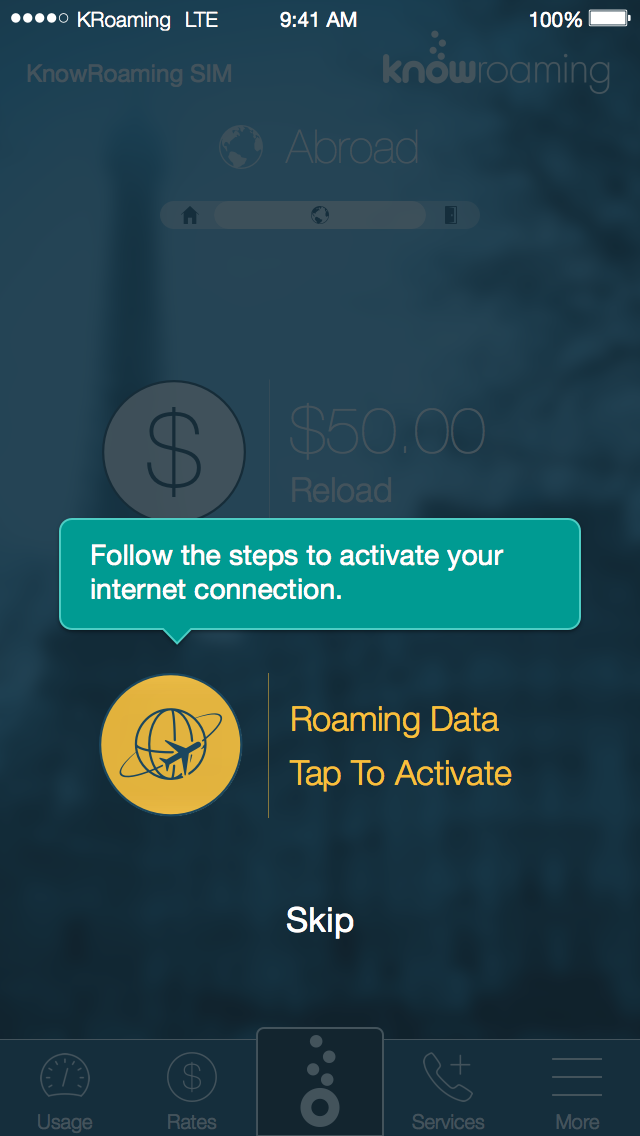 KRoaming LTE 9:41 AM 100%
KnowRoaming SIM knowroaming
Abroad
$
$50.00
Reload
Follow the steps to activate your
internet connection.
Roaming Data
Tap To Activate
Skip
$
Usage Rates Services More